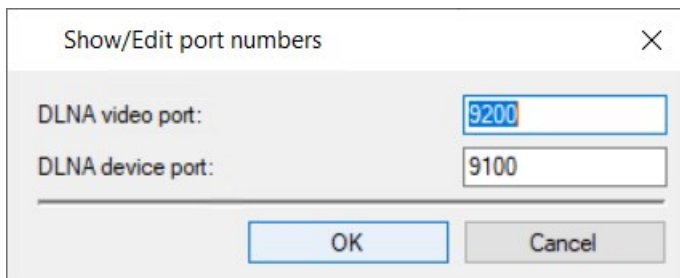 Show/Edit port numbers
DLNA video port: 9200
DLNA device port: 9100
OK Cancel